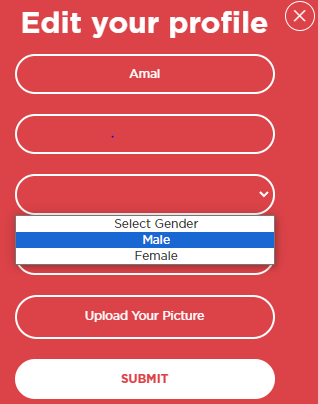 Edit your profile
Amal
Select Gender
Male
Female
Upload Your Picture
SUBMIT